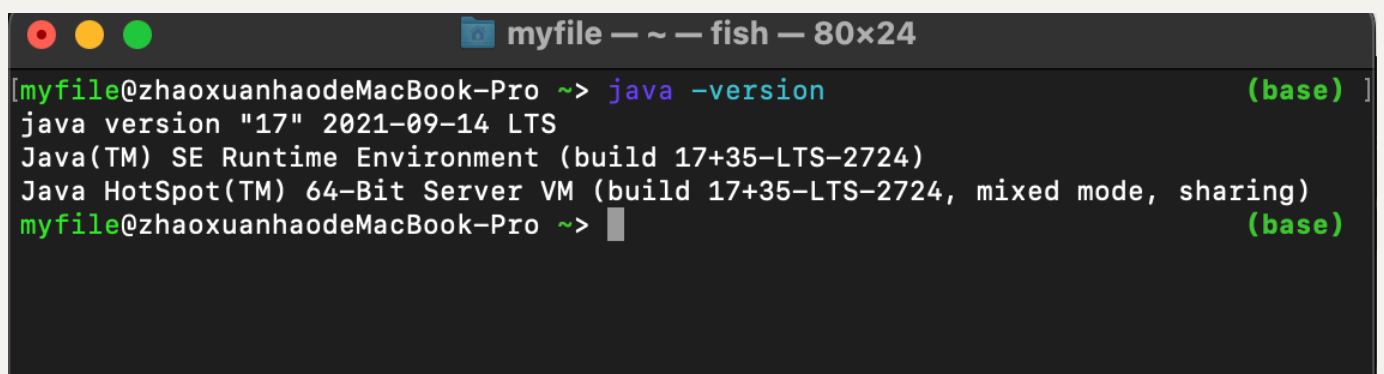 myfile — ~ — fish — 80×24
[myfile@zhaoxuanhaodeMacBook-Pro ~> java -version (base) ]
java version "17" 2021-09-14 LTS
Java(TM) SE Runtime Environment (build 17+35-LTS-2724)
Java HotSpot(TM) 64-Bit Server VM (build 17+35-LTS-2724, mixed mode, sharing)
myfile@zhaoxuanhaodeMacBook-Pro ~> (base)